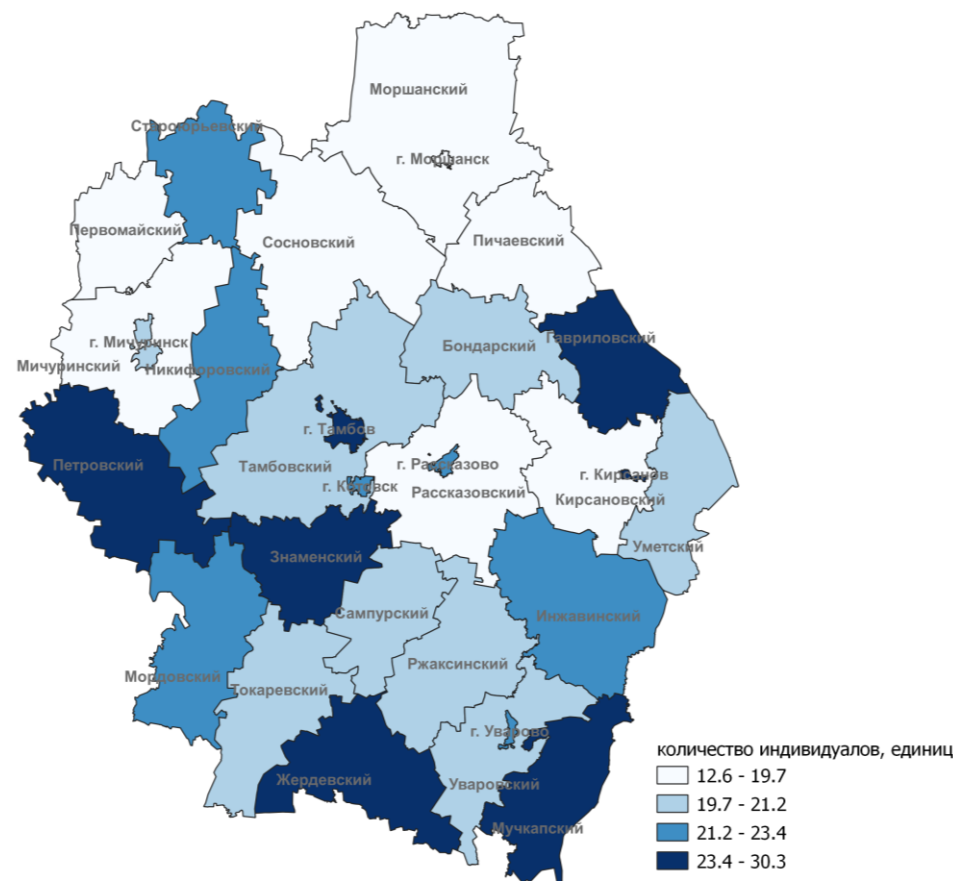 Моршанский
Староюрьевский
г. Моршанск
Первомайский
Сосновский
Пичаевский
г. Мичуринск
Бондарский
Гавриловский
Мичуринский
Никифоровский
г. Тамбов
Петровский
Тамбовский
г. Рассказово
г. Кирсанов
г. Котовск
Рассказовский
Кирсановский
Знаменский
Уметский
Сампурский
Инжавинский
Ржаксинский
Мордовский
Токаревский
г. Уварово
Жердевский
Уваровский
Мучкапский
количество индивидуалов, единиц
12.6 - 19.7
19.7 - 21.2
21.2 - 23.4
23.4 - 30.3